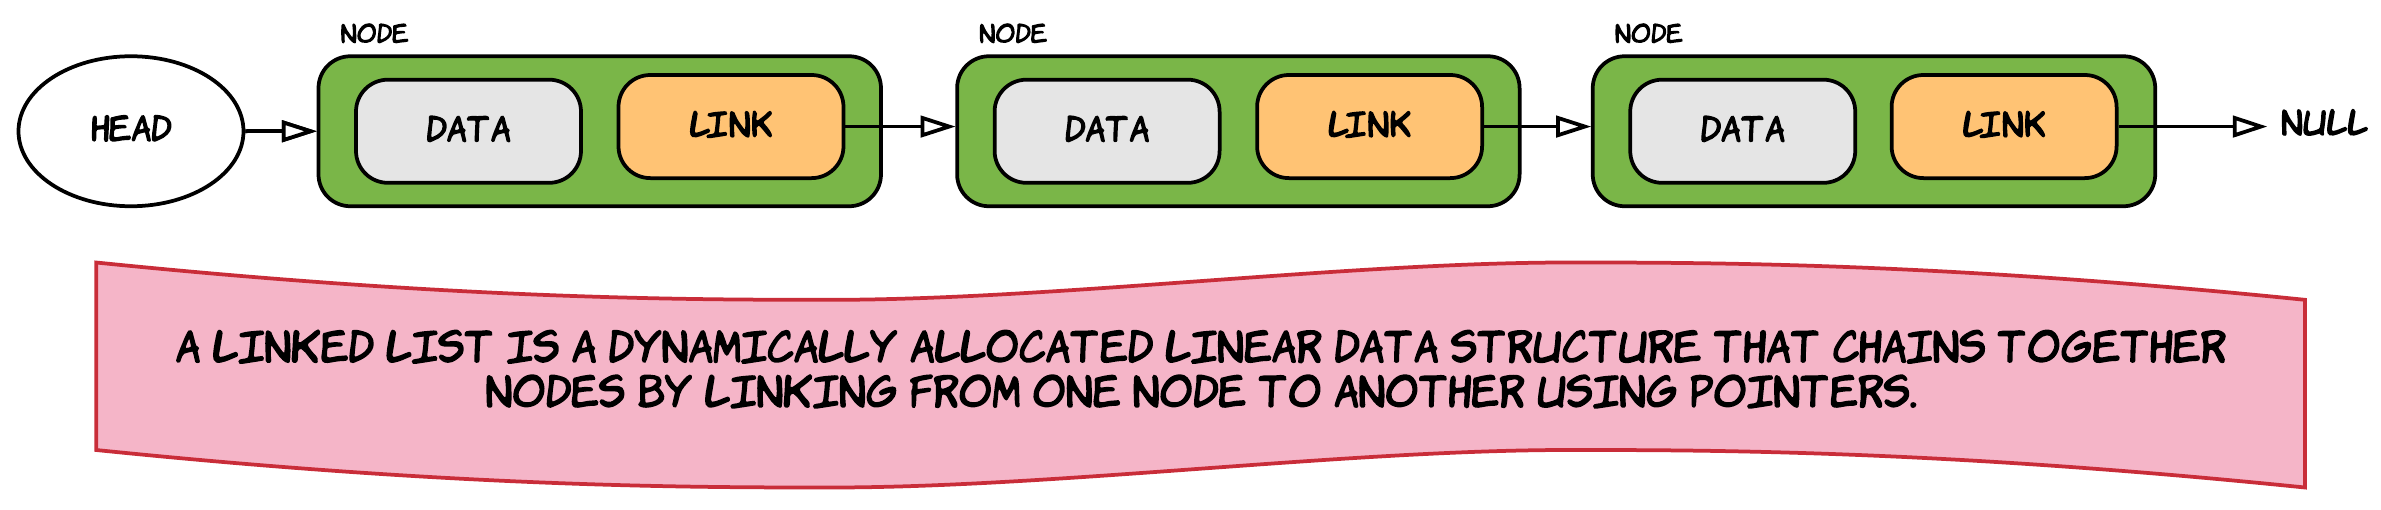 NODE
NODE
NODE
HEAD
DATA
LINK
DATA
LINK
DATA
LINK
NULL
A LINKED LIST IS A DYNAMICALLY ALLOCATED LINEAR DATA STRUCTURE THAT CHAINS TOGETHER
NODES BY LINKING FROM ONE NODE TO ANOTHER USING POINTERS.